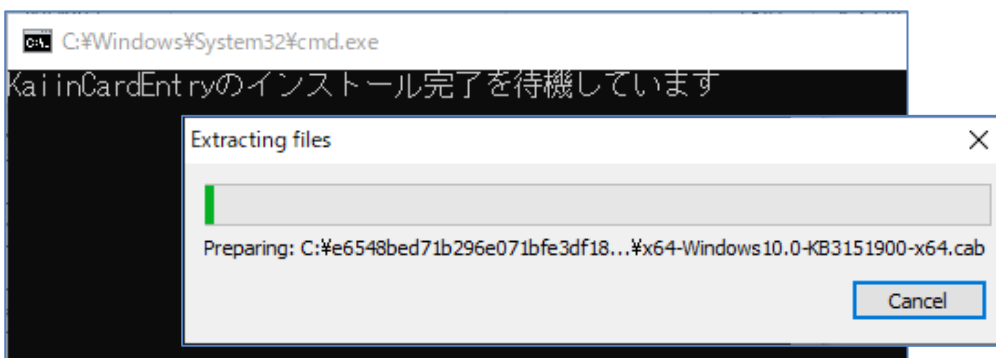 C:¥Windows¥System32¥cmd.exe
KaiinCardEntryのインストール完了を待機しています
Extracting files
Preparing: C:¥e6548bed71b296e071bfe3df18...¥x64-Windows10.0-KB3151900-x64.cab
Cancel